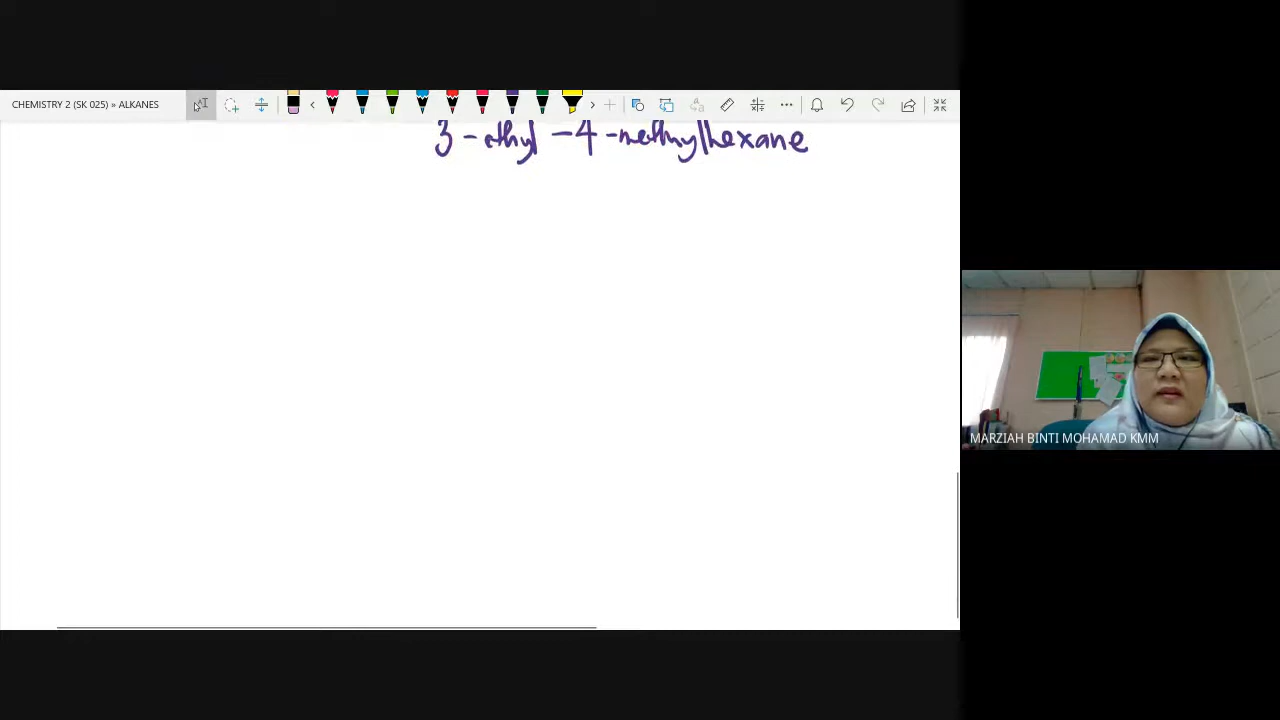 CHEMISTRY 2 (SK 025) » ALKANES
3 - ethyl - 4 - methylhexane
MARZIAH BINTI MOHAMAD KMM